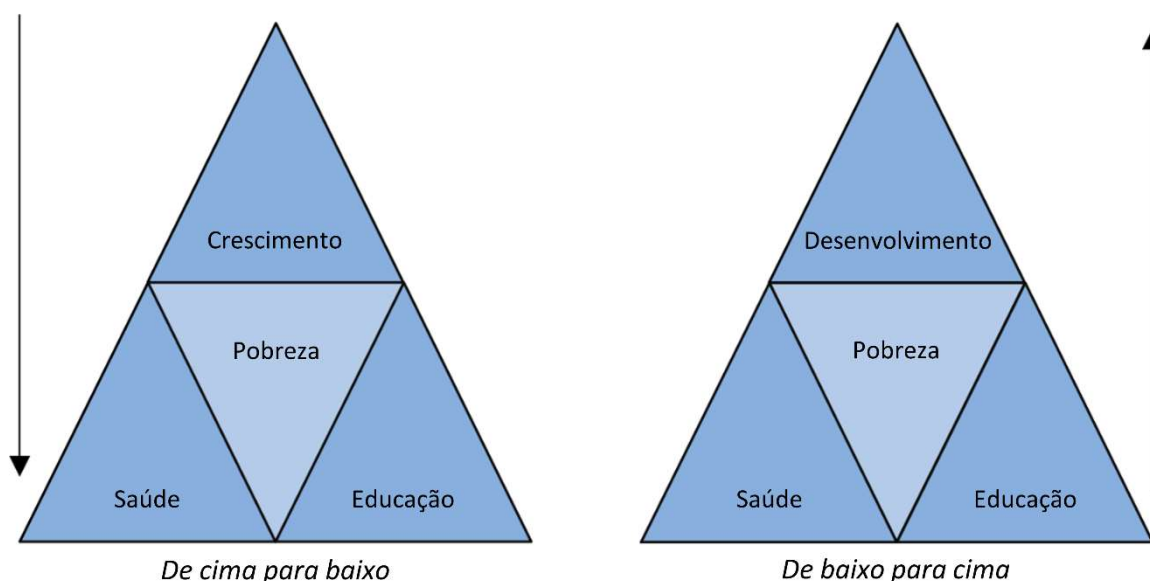 Crescimento
Pobreza
Saúde
Educação
De cima para baixo
Desenvolvimento
Pobreza
Saúde
Educação
De baixo para cima